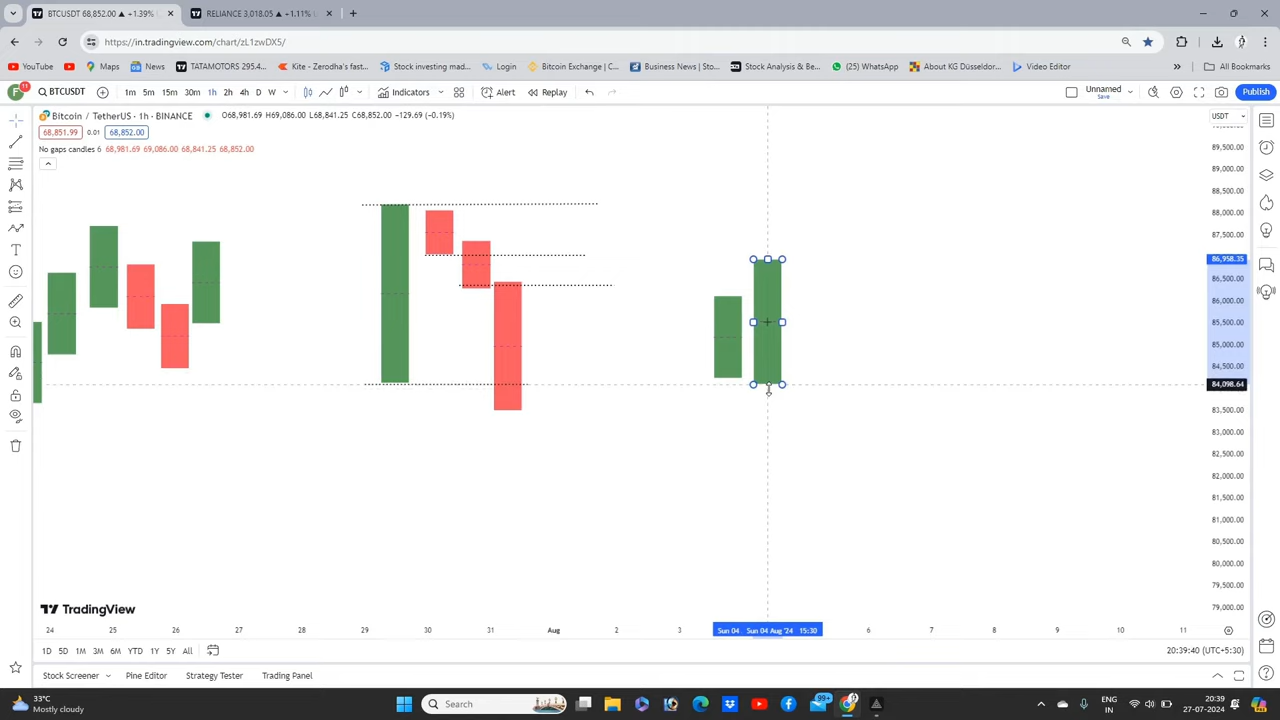 BTCUSDT 68,852.00 ▲ +1.39% C
RELIANCE 3,018.05 ▲ +1.11% U
https://in.tradingview.com/chart/zL1zwDX5/
YouTube
Maps
News
TATAMOTORS 295.4...
Kite - Zerodha's fast...
Stock investing mad...
Login
Bitcoin Exchange | C...
Business News | Sto...
Stock Analysis & Be...
(25) WhatsApp
About KG Düsseldor...
Video Editor
All Bookmarks
F
11
BTCUSDT
1m 5m 15m 30m 1h 2h 4h D W
Indicators
Alert
Replay
Unnamed
Save
Publish
Bitcoin / TetherUS · 1h · BINANCE
O68,981.69 H69,086.00 L68,841.25 C68,852.00 −129.69 (−0.19%)
USDT
68,851.99 0.01 68,852.00
No gaps candles 6 68,981.69 69,086.00 68,841.25 68,852.00
89,500.00
89,000.00
88,500.00
88,000.00
87,500.00
86,958.35
86,500.00
86,000.00
85,500.00
85,000.00
84,500.00
84,098.64
83,500.00
83,000.00
82,500.00
82,000.00
81,500.00
81,000.00
80,500.00
80,000.00
79,500.00
79,000.00
TradingView
24 25 26 27 28 29 30 31 Aug 2 3 Sun 04 Sun 04 Aug '24 15:30 6 7 8 9 10 11
1D 5D 1M 3M 6M YTD 1Y 5Y All
20:39:40 (UTC+5:30)
Stock Screener
Pine Editor
Strategy Tester
Trading Panel
33°C
Mostly cloudy
Search
99+
ENG
IN
20:39
27-07-2024